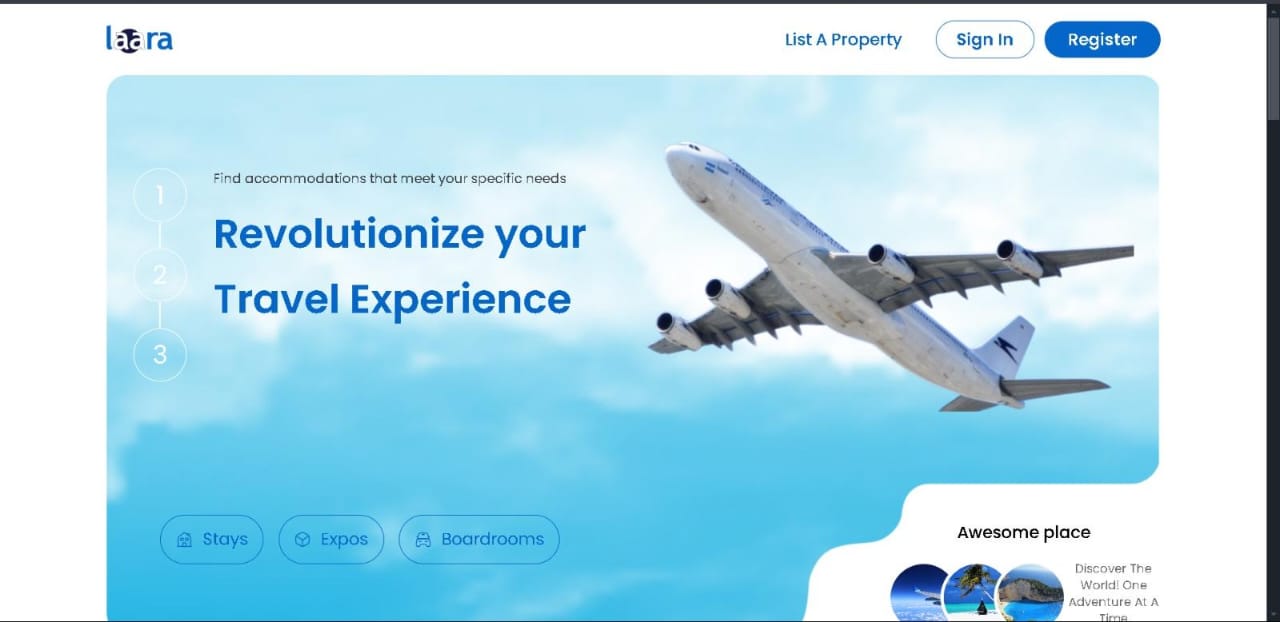 laara
List A Property
Sign In
Register
1
Find accommodations that meet your specific needs
Revolutionize your
2
Travel Experience
3
Stays
Expos
Boardrooms
Awesome place
Discover The
World! One
Adventure At A
Time